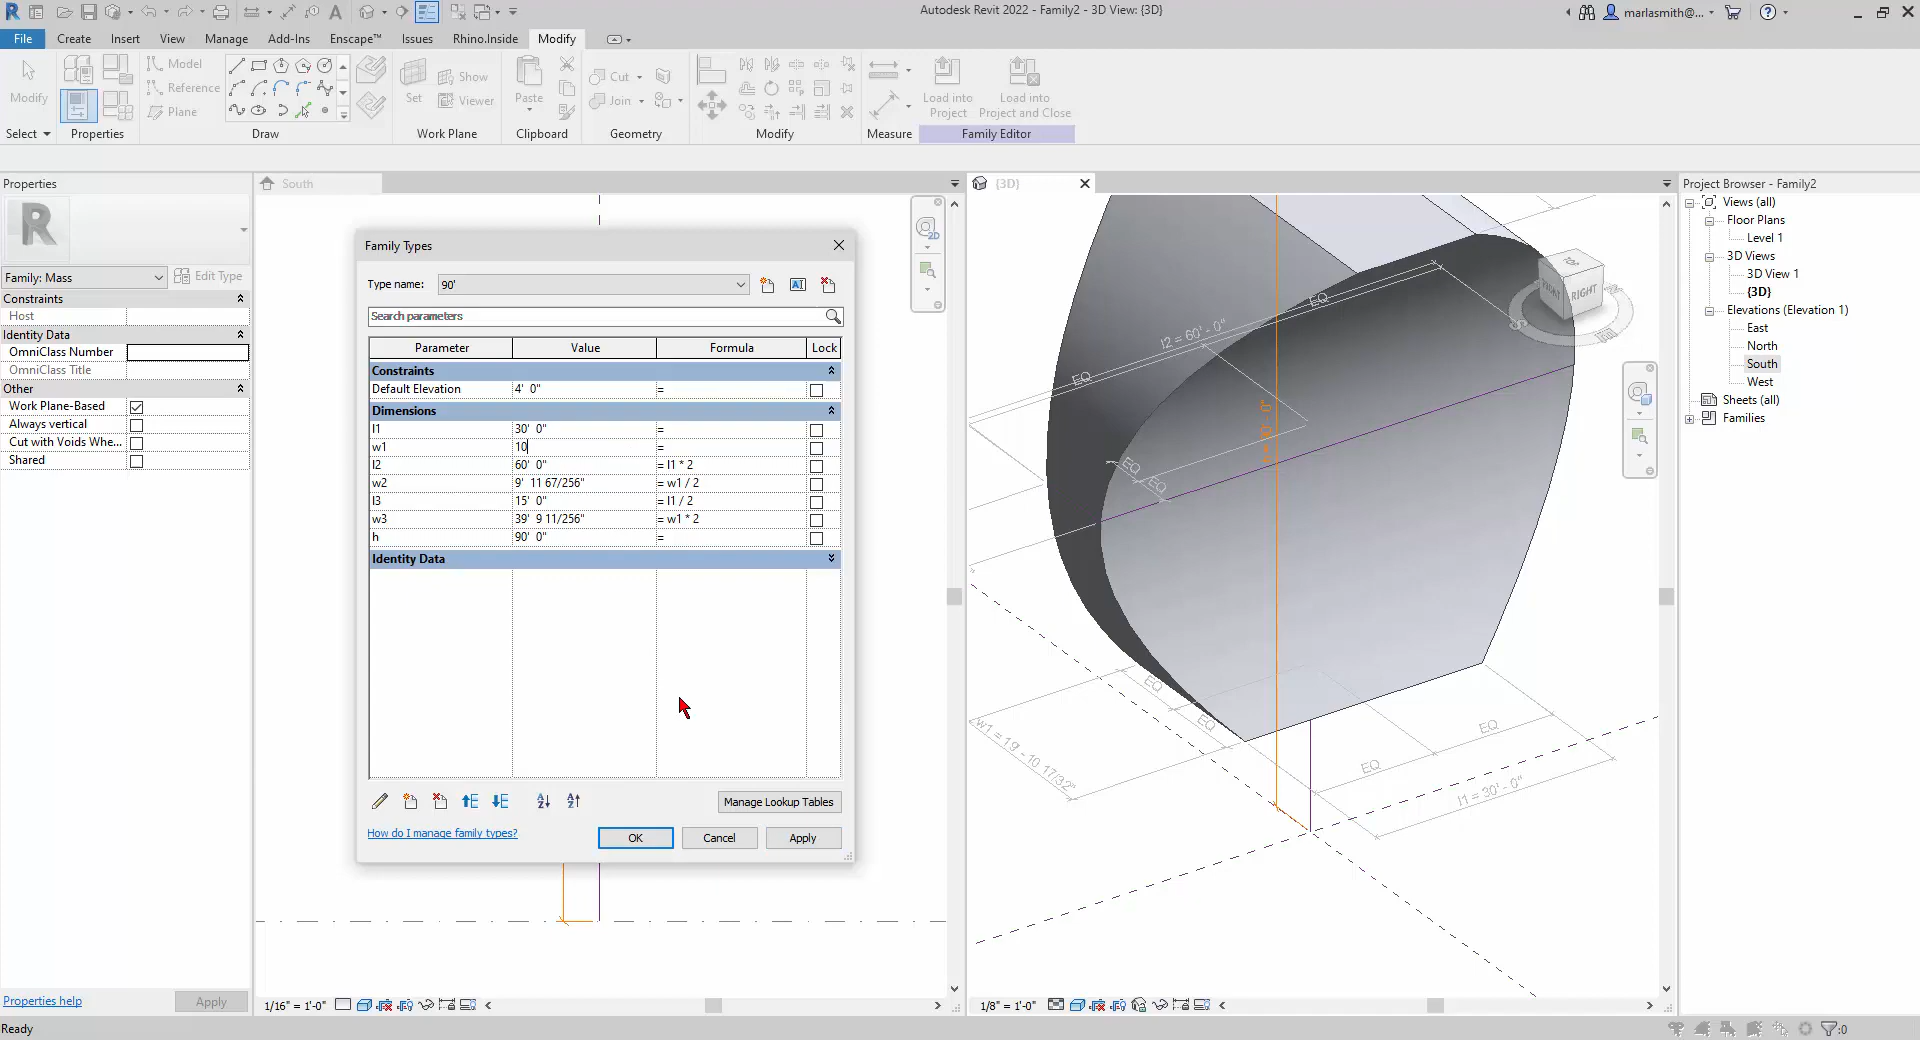 Autodesk Revit 2022 - Family2 - 3D View: {3D}
marlasmith@...
File Create Insert View Manage Add-Ins Enscape™ Issues Rhino.Inside Modify
Modify
Select
Properties
Model
Reference
Plane
Draw
Set
Show
Viewer
Work Plane
Paste
Clipboard
Cut
Join
Geometry
Modify
Measure
Load into
Project
Load into
Project and Close
Family Editor
Properties
Family: Mass
Edit Type
Constraints
Host
Identity Data
OmniClass Number
OmniClass Title
Other
Work Plane-Based
Always vertical
Cut with Voids Whe...
Shared
Properties help
Apply
Ready
South
Family Types
Type name: 90'
Search parameters
Parameter Value Formula Lock
Constraints
Default Elevation 4' 0" =
Dimensions
l1 30' 0" =
w1 10 =
l2 60' 0" = l1 * 2
w2 9' 11 67/256" = w1 / 2
l3 15' 0" = l1 / 2
w3 39' 9 11/256" = w1 * 2
h 90' 0" =
Identity Data
Manage Lookup Tables
How do I manage family types?
OK Cancel Apply
1/16" = 1'-0"
{3D}
EQ
l2 = 60' - 0"
EQ
EQ
EQ
FRONT
RIGHT
EQ
EQ
w1 = 19' - 10 17/32"
EQ
EQ
l1 = 30' - 0"
1/8" = 1'-0"
Project Browser - Family2
Views (all)
Floor Plans
Level 1
3D Views
3D View 1
{3D}
Elevations (Elevation 1)
East
North
South
West
Sheets (all)
Families
:0